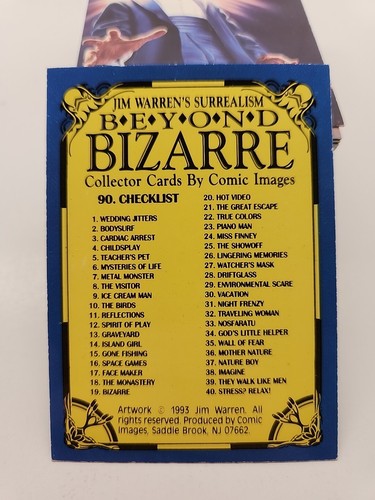 JIM WARREN'S SURREALISM
B•E•Y•O•N•D
BIZARRE
Collector Cards By Comic Images
90. CHECKLIST
1. WEDDING JITTERS
2. BODYSURF
3. CARDIAC ARREST
4. CHILDSPLAY
5. TEACHER'S PET
6. MYSTERIES OF LIFE
7. METAL MONSTER
8. THE VISITOR
9. ICE CREAM MAN
10. THE BIRDS
11. REFLECTIONS
12. SPIRIT OF PLAY
13. GRAVEYARD
14. ISLAND GIRL
15. GONE FISHING
16. SPACE GAMES
17. FACE MAKER
18. THE MONASTERY
19. BIZARRE
20. HOT VIDEO
21. THE GREAT ESCAPE
22. TRUE COLORS
23. PIANO MAN
24. MISS FINNEY
25. THE SHOWOFF
26. LINGERING MEMORIES
27. WATCHER'S MASK
28. DRIFTGLASS
29. ENVIRONMENTAL SCARE
30. VACATION
31. NIGHT FRENZY
32. TRAVELING WOMAN
33. NOSFARATU
34. GOD'S LITTLE HELPER
35. WALL OF FEAR
36. MOTHER NATURE
37. NATURE BOY
38. IMAGINE
39. THEY WALK LIKE MEN
40. STRESS? RELAX!
Artwork © 1993 Jim Warren. All
rights reserved. Produced by Comic
Images, Saddle Brook, NJ 07662.